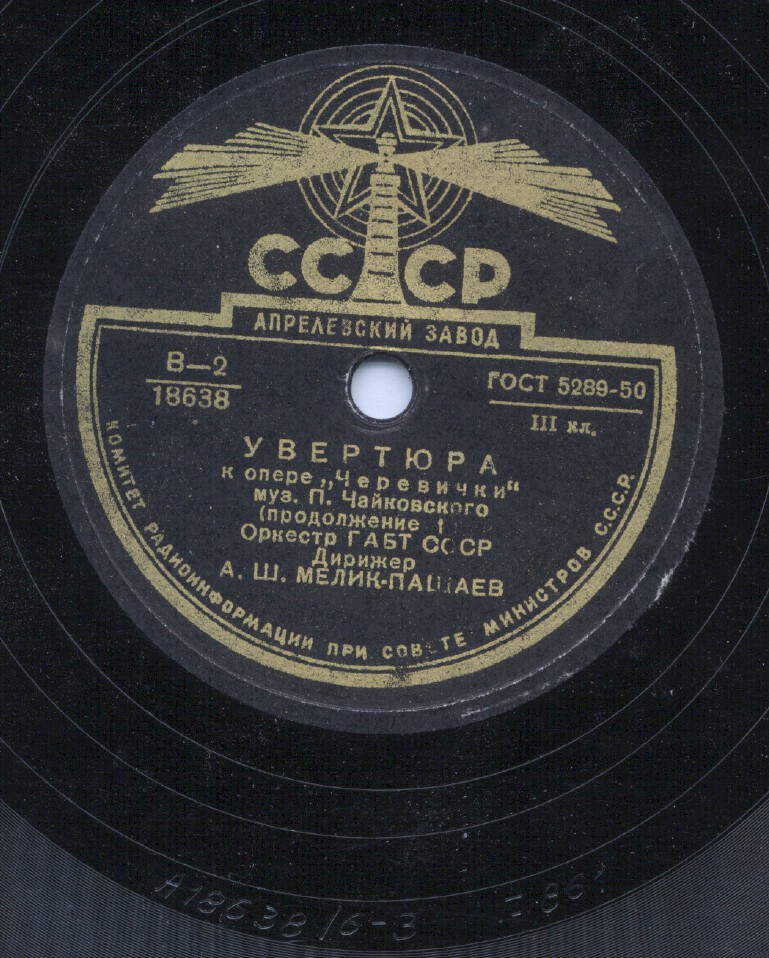 СССР
АПРЕЛЕВСКИЙ ЗАВОД
В—2
18638
ГОСТ 5289-50
III кл.
УВЕРТЮРА
к опере „Черевички“
муз. П. Чайковского
(продолжение
Оркестр ГАБТ СССР
Дирижер
А. Ш. МЕЛИК-ПАШАЕВ
КОМИТЕТ РАДИОИНФОРМАЦИИ ПРИ СОВЕТЕ МИНИСТРОВ С.С.С.Р.
А18638/6-3